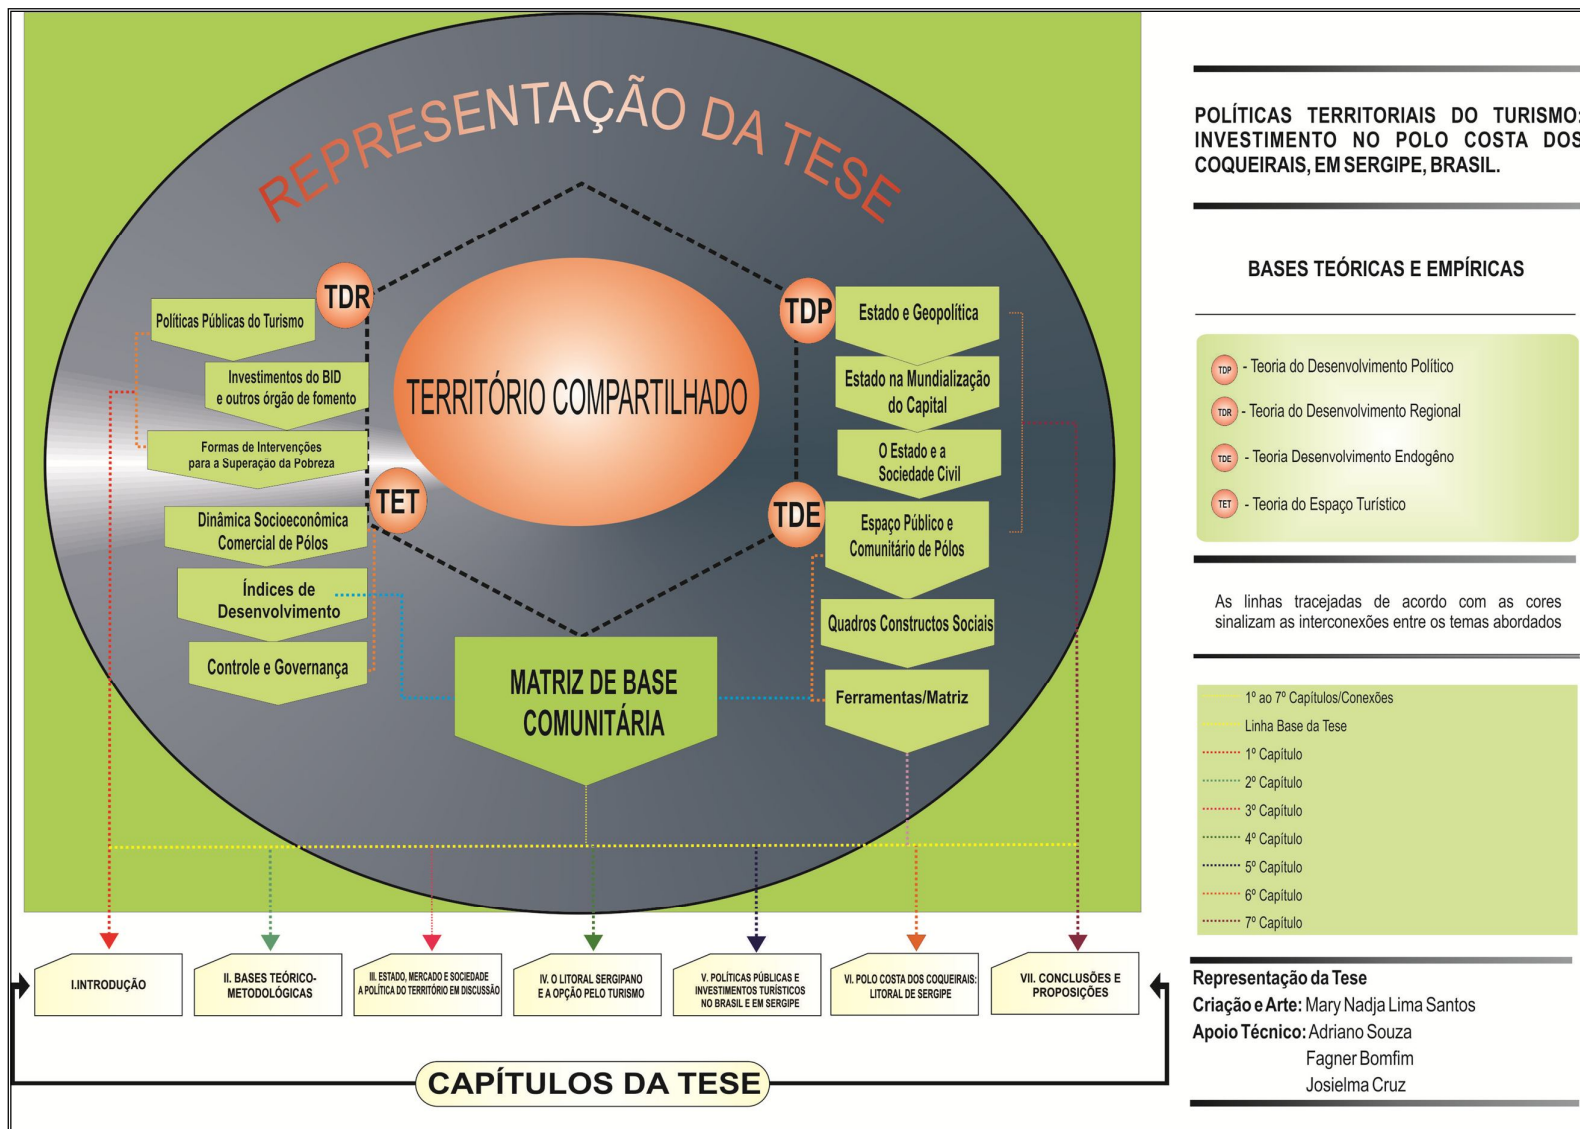 REPRESENTAÇÃO DA TESE
TDR
Políticas Públicas do Turismo
Investimentos do BID
e outros órgão de fomento
Formas de Intervenções
para a Superação da Pobreza
TET
Dinâmica Socioeconômica
Comercial de Pólos
Índices de
Desenvolvimento
Controle e Governança
TERRITÓRIO COMPARTILHADO
MATRIZ DE BASE
COMUNITÁRIA
TDP
Estado e Geopolítica
Estado na Mundialização
do Capital
O Estado e a
Sociedade Civil
TDE
Espaço Público e
Comunitário de Pólos
Quadros Constructos Sociais
Ferramentas/Matriz
I.INTRODUÇÃO
II. BASES TEÓRICO-
METODOLÓGICAS
III. ESTADO, MERCADO E SOCIEDADE
A POLÍTICA DO TERRITÓRIO EM DISCUSSÃO
IV. O LITORAL SERGIPANO
E A OPÇÃO PELO TURISMO
V. POLÍTICAS PÚBLICAS E
INVESTIMENTOS TURÍSTICOS
NO BRASIL E EM SERGIPE
VI. POLO COSTA DOS COQUEIRAIS:
LITORAL DE SERGIPE
VII. CONCLUSÕES E
PROPOSIÇÕES
CAPÍTULOS DA TESE
POLÍTICAS TERRITORIAIS DO TURISMO:
INVESTIMENTO NO POLO COSTA DOS
COQUEIRAIS, EM SERGIPE, BRASIL.
BASES TEÓRICAS E EMPÍRICAS
TDP - Teoria do Desenvolvimento Político
TDR - Teoria do Desenvolvimento Regional
TDE - Teoria Desenvolvimento Endogêno
TET - Teoria do Espaço Turístico
As linhas tracejadas de acordo com as cores
sinalizam as interconexões entre os temas abordados
1º ao 7º Capítulos/Conexões
Linha Base da Tese
1º Capítulo
2º Capítulo
3º Capítulo
4º Capítulo
5º Capítulo
6º Capítulo
7º Capítulo
Representação da Tese
Criação e Arte: Mary Nadja Lima Santos
Apoio Técnico: Adriano Souza
Fagner Bomfim
Josielma Cruz